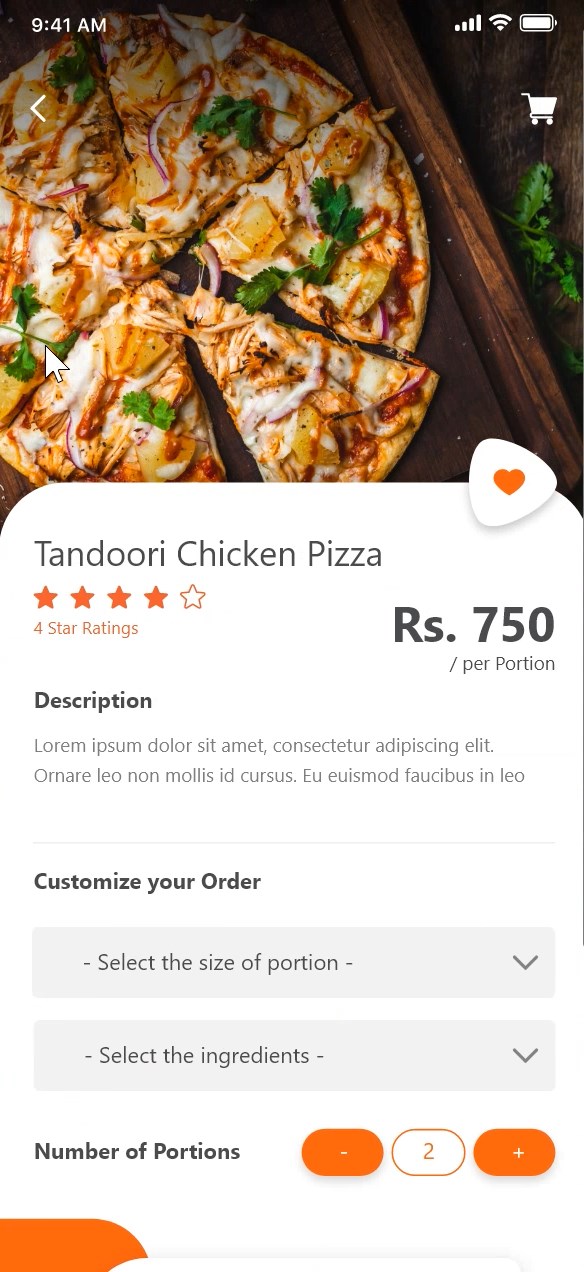 9:41 AM
Tandoori Chicken Pizza
4 Star Ratings
Rs. 750
/ per Portion
Description
Lorem ipsum dolor sit amet, consectetur adipiscing elit.
Ornare leo non mollis id cursus. Eu euismod faucibus in leo
Customize your Order
- Select the size of portion -
- Select the ingredients -
Number of Portions - 2 +